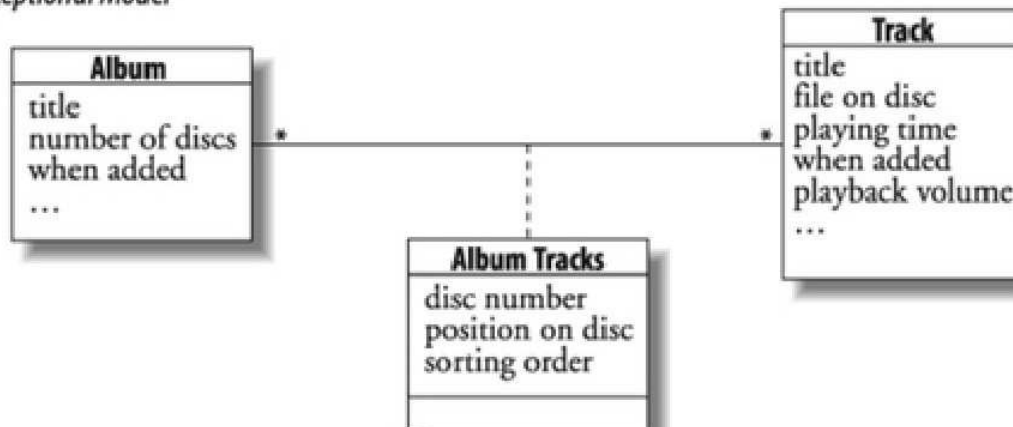 Model
Album
title
number of discs
when added
...
*
*
Track
title
file on disc
playing time
when added
playback volume
...
Album Tracks
disc number
position on disc
sorting order